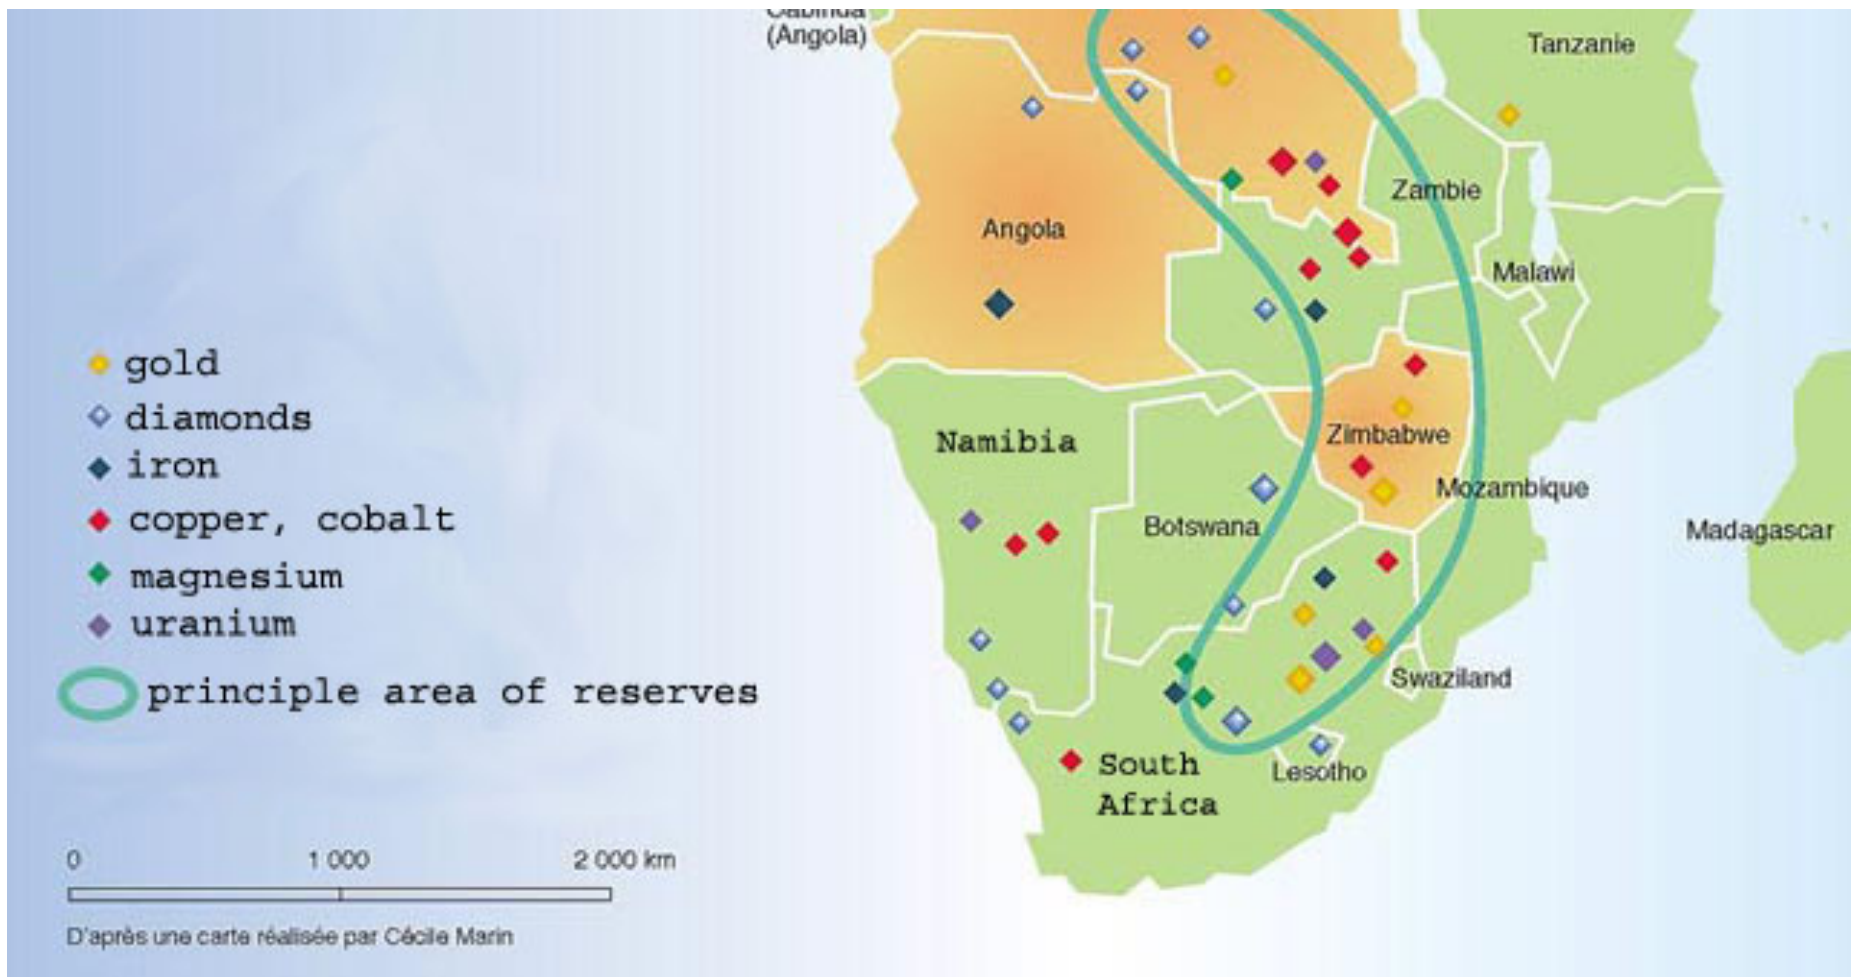 Cabinda
(Angola)
Tanzanie
Zambie
Angola
Malawi
gold
diamonds
iron
copper, cobalt
magnesium
uranium
principle area of reserves
Namibia
Zimbabwe
Mozambique
Botswana
Madagascar
Swaziland
South
Africa
Lesotho
0 1 000 2 000 km
D'après une carte réalisée par Cécile Marin